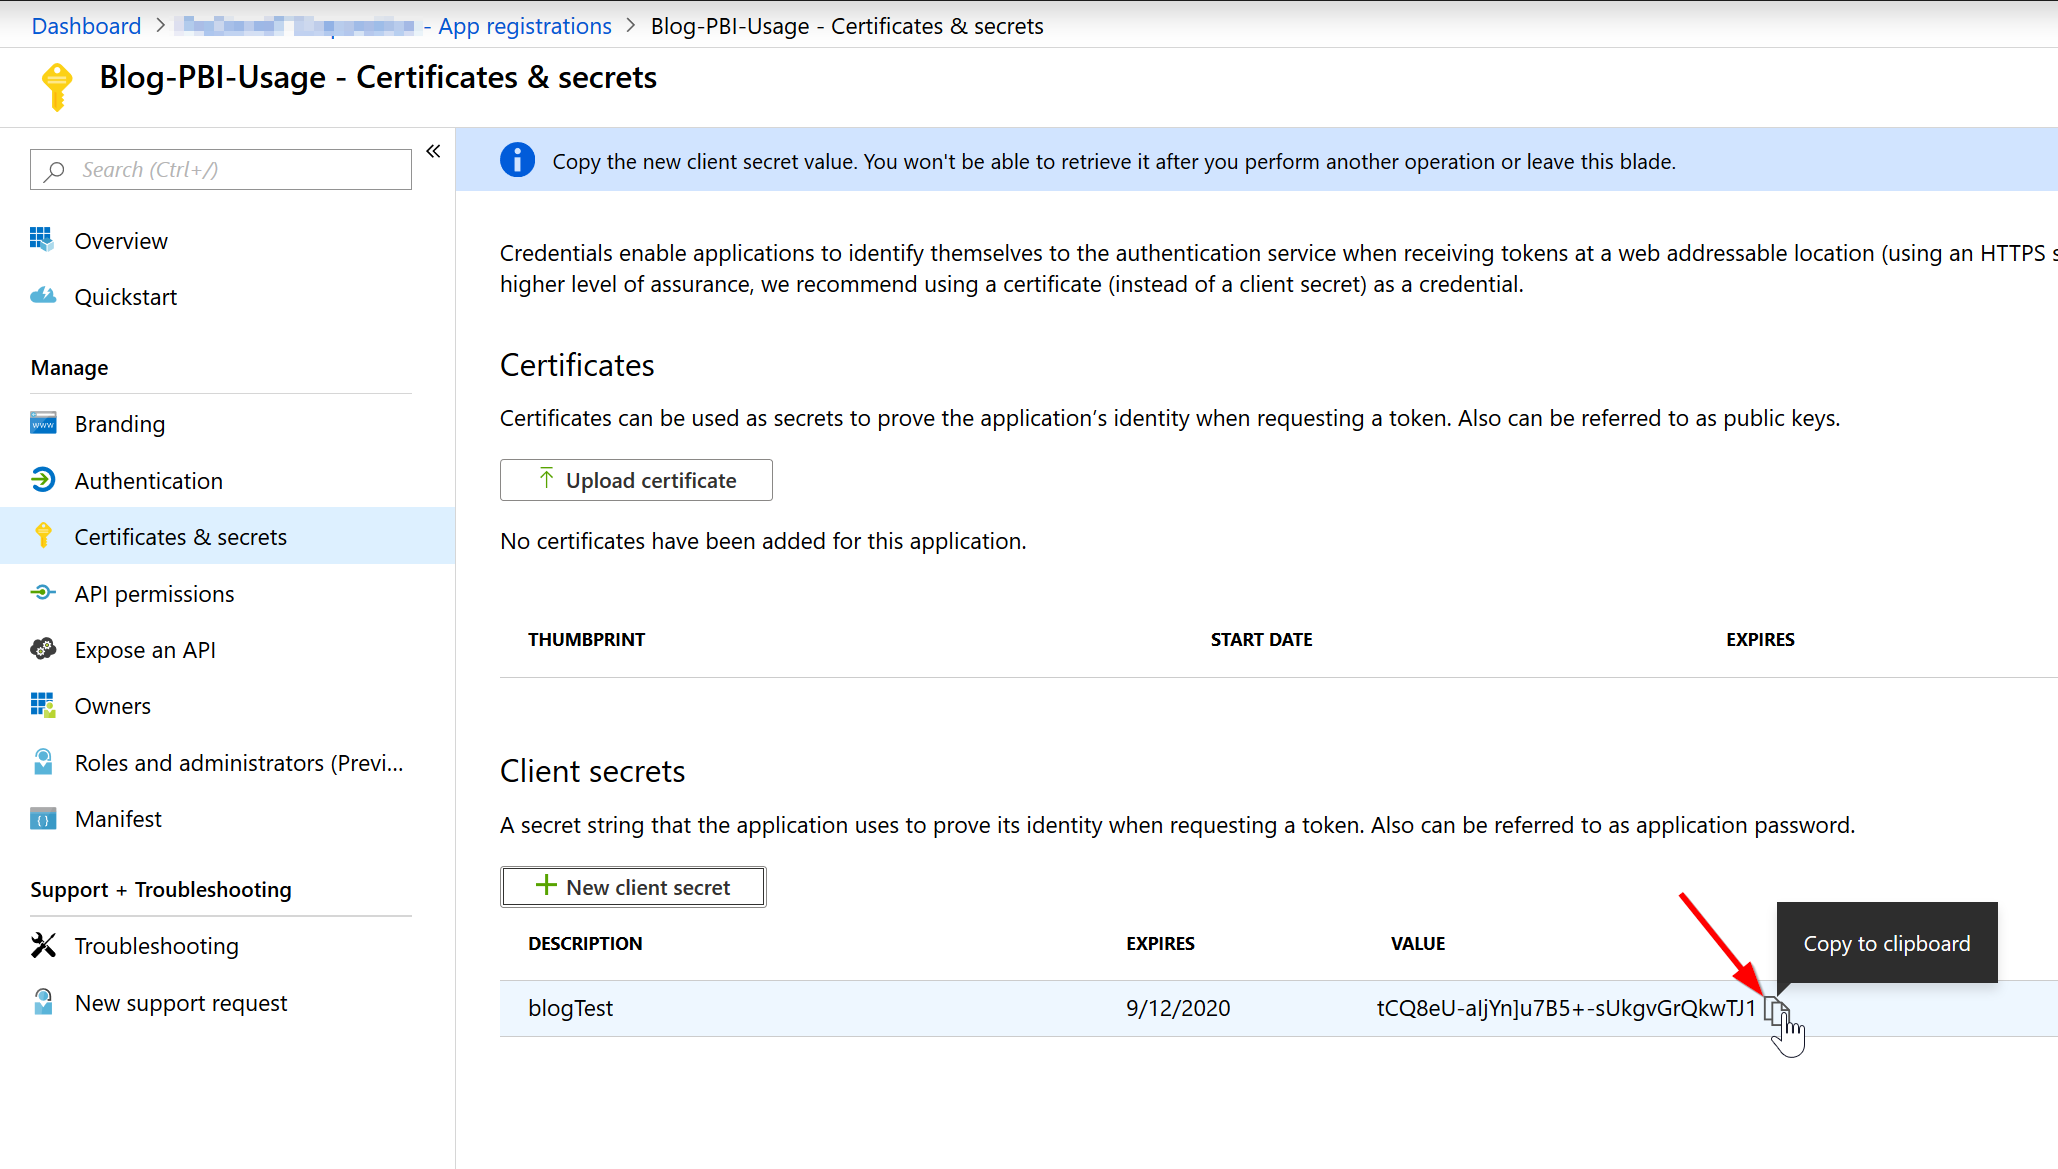 Dashboard > - App registrations > Blog-PBI-Usage - Certificates & secrets
Blog-PBI-Usage - Certificates & secrets
Search (Ctrl+/)
«
Overview
Quickstart
Manage
Branding
Authentication
Certificates & secrets
API permissions
Expose an API
Owners
Roles and administrators (Previ...
Manifest
Support + Troubleshooting
Troubleshooting
New support request
Copy the new client secret value. You won't be able to retrieve it after you perform another operation or leave this blade.
Credentials enable applications to identify themselves to the authentication service when receiving tokens at a web addressable location (using an HTTPS s
higher level of assurance, we recommend using a certificate (instead of a client secret) as a credential.
Certificates
Certificates can be used as secrets to prove the application’s identity when requesting a token. Also can be referred to as public keys.
Upload certificate
No certificates have been added for this application.
THUMBPRINT START DATE EXPIRES
Client secrets
A secret string that the application uses to prove its identity when requesting a token. Also can be referred to as application password.
New client secret
DESCRIPTION EXPIRES VALUE
Copy to clipboard
blogTest 9/12/2020 tCQ8eU-aIjYn]u7B5+-sUkgvGrQkwTJ1